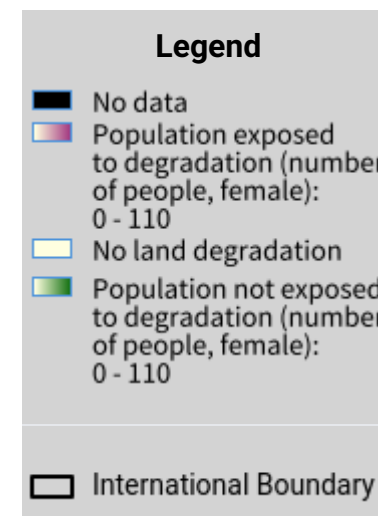 Legend
No data
Population exposed
to degradation (number
of people, female):
0 - 110
No land degradation
Population not exposed
to degradation (number
of people, female):
0 - 110
International Boundary